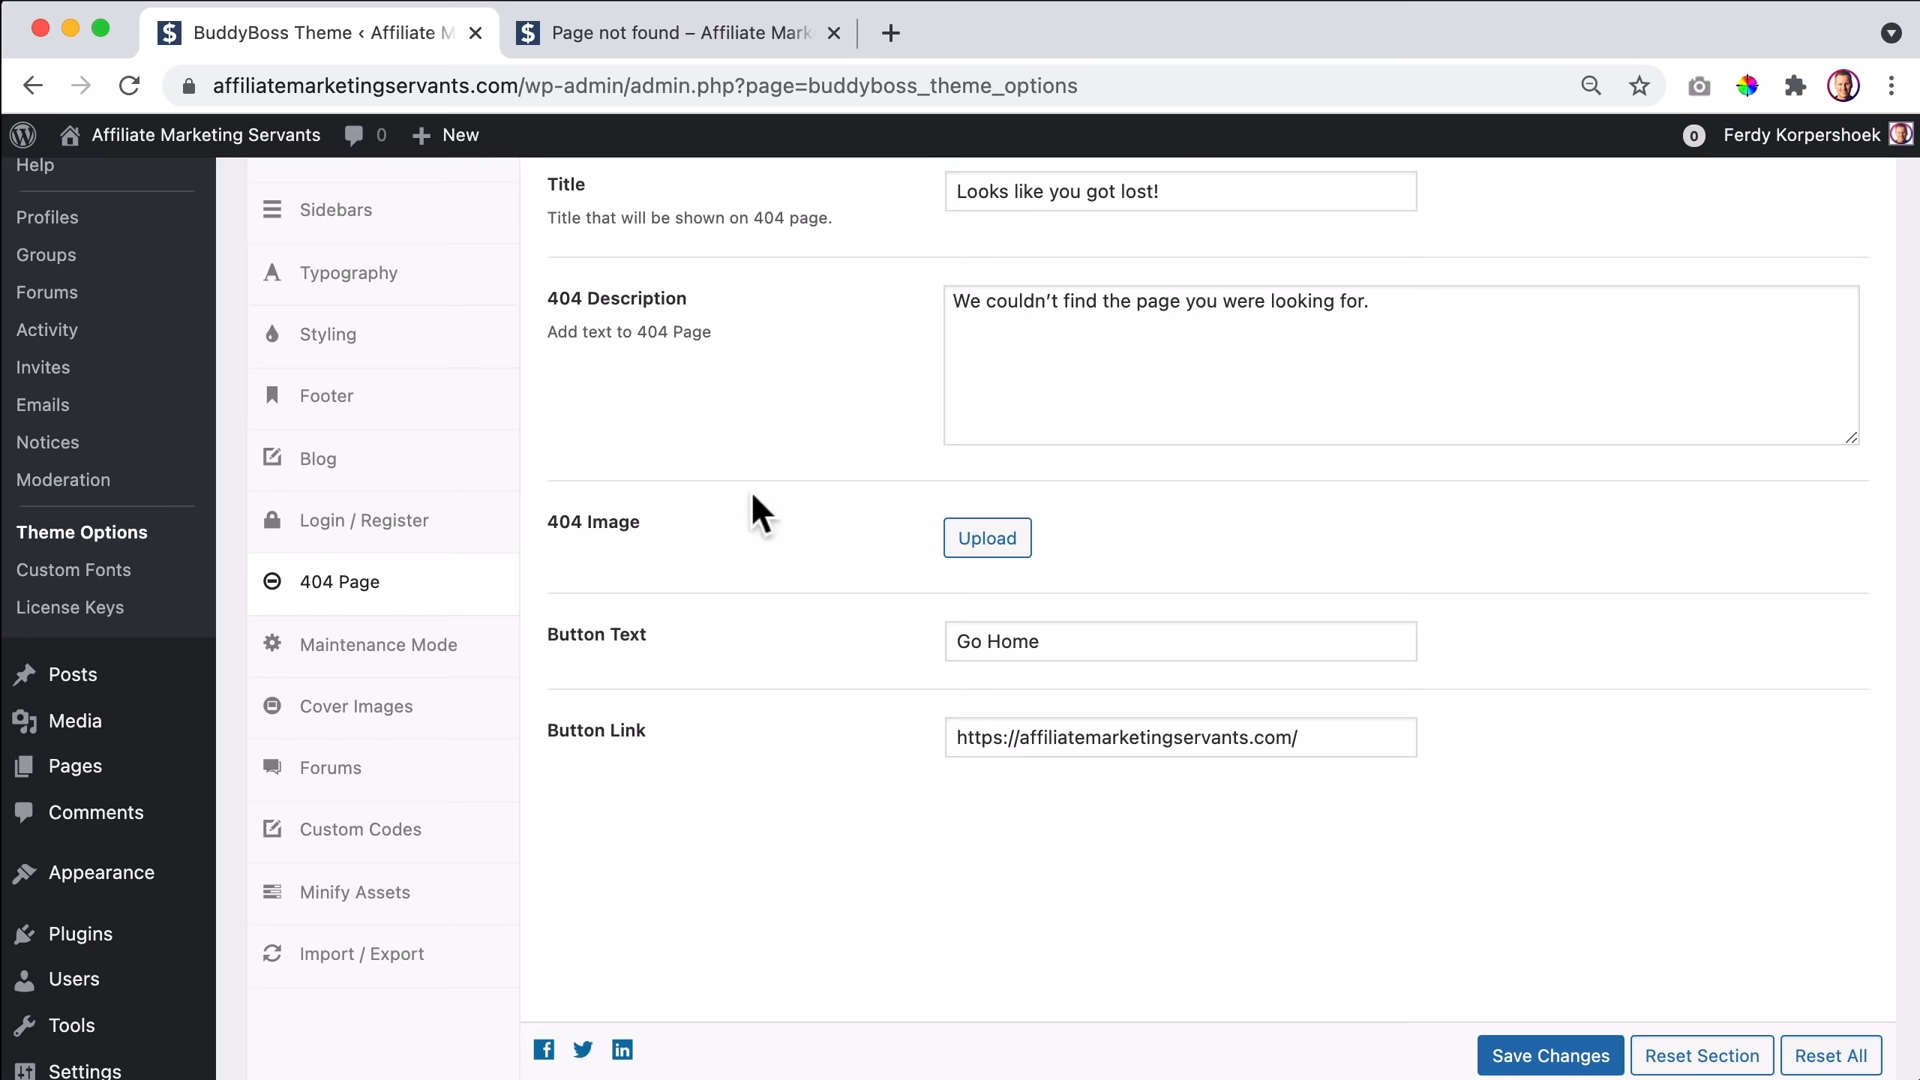 BuddyBoss Theme ‹ Affiliate M
Page not found – Affiliate Mark
affiliatemarketingservants.com/wp-admin/admin.php?page=buddyboss_theme_options
Affiliate Marketing Servants
0
New
0
Ferdy Korpershoek
Help
Profiles
Groups
Forums
Activity
Invites
Emails
Notices
Moderation
Theme Options
Custom Fonts
License Keys
Posts
Media
Pages
Comments
Appearance
Plugins
Users
Tools
Settings
Sidebars
Typography
Styling
Footer
Blog
Login / Register
404 Page
Maintenance Mode
Cover Images
Forums
Custom Codes
Minify Assets
Import / Export
Title
Title that will be shown on 404 page.
Looks like you got lost!
404 Description
Add text to 404 Page
We couldn’t find the page you were looking for.
404 Image
Upload
Button Text
Go Home
Button Link
https://affiliatemarketingservants.com/
Save Changes
Reset Section
Reset All